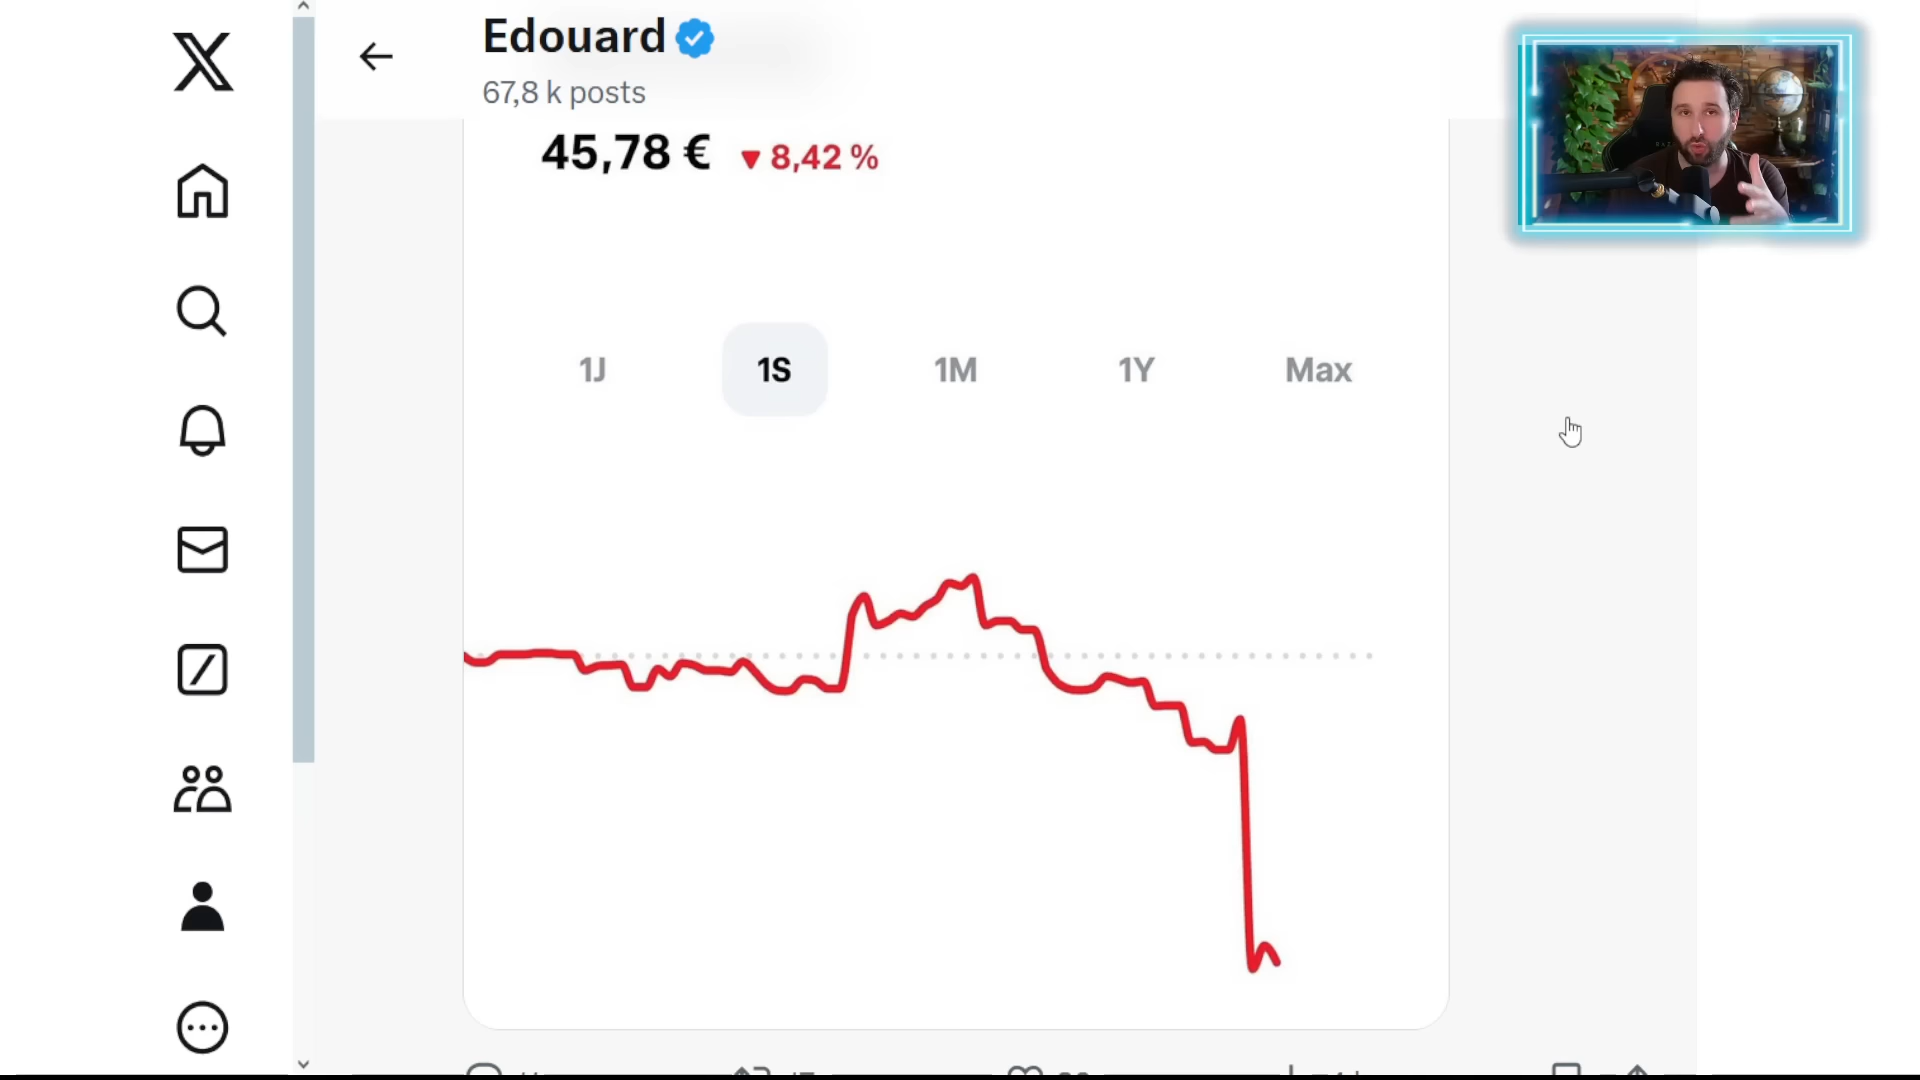 Edouard
67,8 k posts
45,78 € ▼ 8,42 %
1J 1S 1M 1Y Max